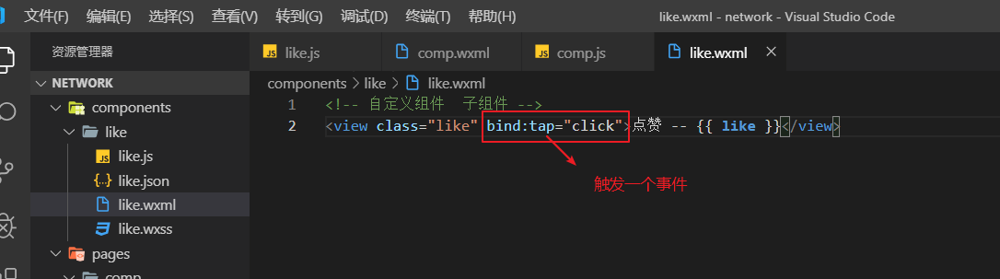 文件(F) 编辑(E) 选择(S) 查看(V) 转到(G) 调试(D) 终端(T) 帮助(H) like.wxml - network - Visual Studio Code
资源管理器 JS like.js comp.wxml JS comp.js like.wxml
NETWORK components > like > like.wxml
components 1 <!-- 自定义组件 子组件 -->
like 2 <view class="like" bind:tap="click">点赞 -- {{ like }}</view>
JS like.js
{..} like.json
触发一个事件
like.wxml
like.wxss
pages
comp